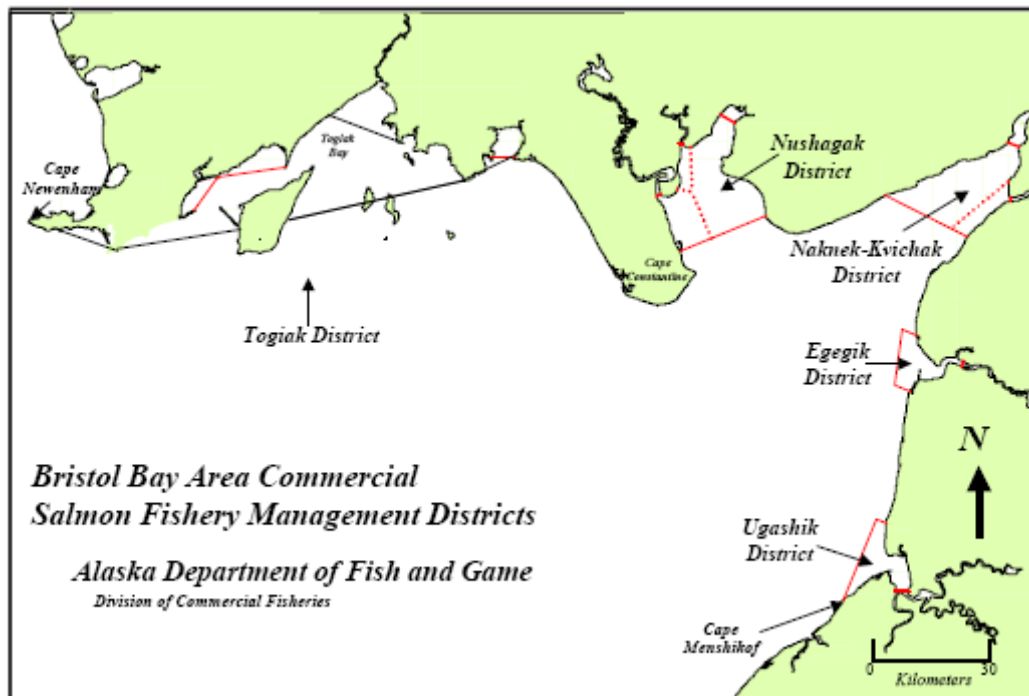 Cape
Newenham
Togiak
Bay
Nushagak
District
Naknek-Kvichak
District
Cape
Constantine
Togiak District
Egegik
District
N
Bristol Bay Area Commercial
Salmon Fishery Management Districts
Ugashik
District
Alaska Department of Fish and Game
Division of Commercial Fisheries
Cape
Menshikof
0 30
Kilometers